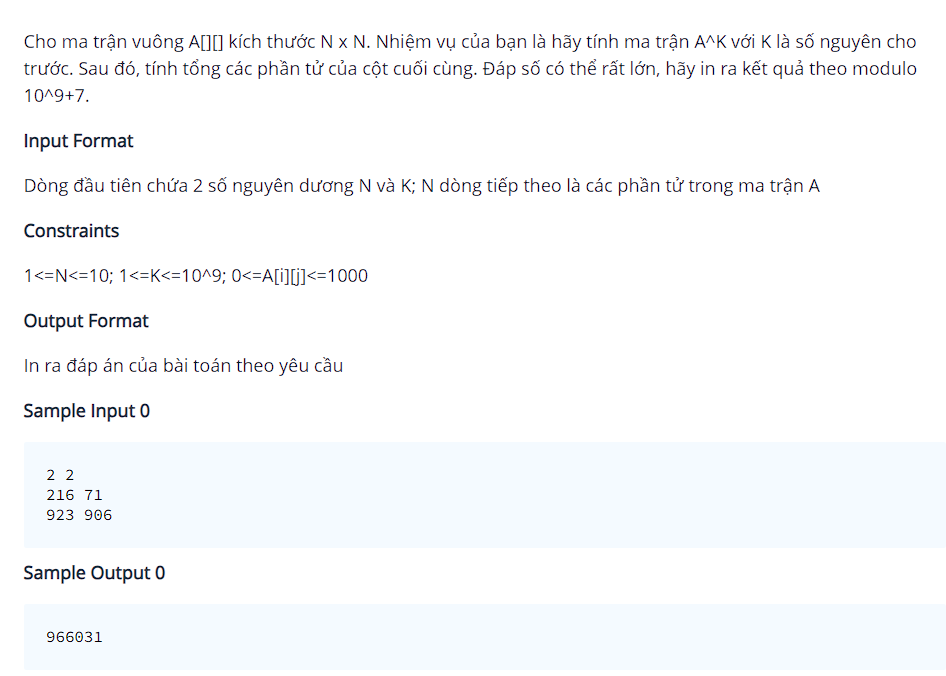 Cho ma trận vuông A[][] kích thước N x N. Nhiệm vụ của bạn là hãy tính ma trận A^K với K là số nguyên cho
trước. Sau đó, tính tổng các phần tử của cột cuối cùng. Đáp số có thể rất lớn, hãy in ra kết quả theo modulo
10^9+7.
Input Format
Dòng đầu tiên chứa 2 số nguyên dương N và K; N dòng tiếp theo là các phần tử trong ma trận A
Constraints
1<=N<=10; 1<=K<=10^9; 0<=A[i][j]<=1000
Output Format
In ra đáp án của bài toán theo yêu cầu
Sample Input 0
2 2
216 71
923 906
Sample Output 0
966031